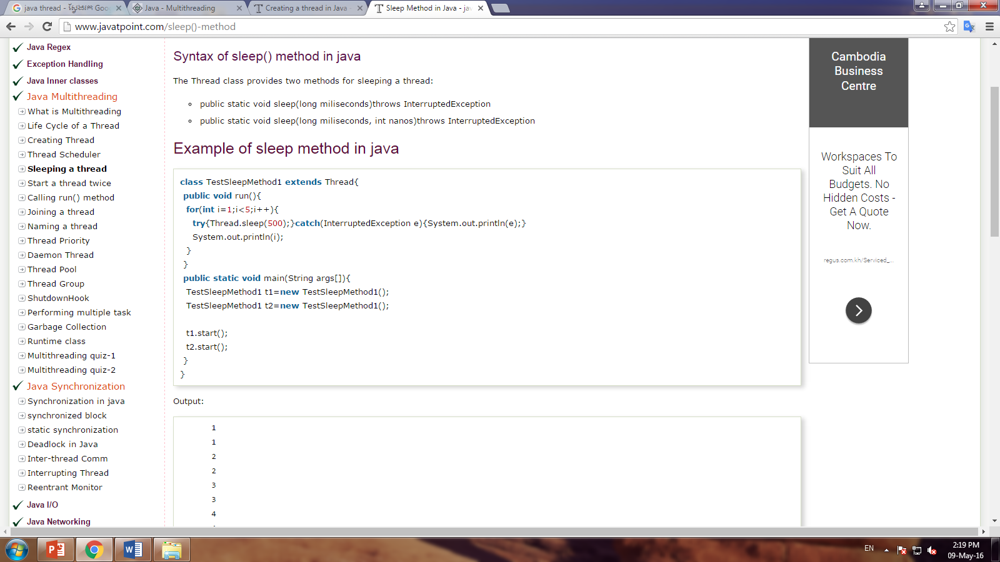 java thread - ស្វែងរក Goo
Java - Multithreading
Creating a thread in Java
Sleep Method in Java - jav
www.javatpoint.com/sleep()-method
Java Regex
Exception Handling
Java Inner classes
Java Multithreading
What is Multithreading
Life Cycle of a Thread
Creating Thread
Thread Scheduler
Sleeping a thread
Start a thread twice
Calling run() method
Joining a thread
Naming a thread
Thread Priority
Daemon Thread
Thread Pool
Thread Group
ShutdownHook
Performing multiple task
Garbage Collection
Runtime class
Multithreading quiz-1
Multithreading quiz-2
Java Synchronization
Synchronization in java
synchronized block
static synchronization
Deadlock in Java
Inter-thread Comm
Interrupting Thread
Reentrant Monitor
Java I/O
Java Networking
Syntax of sleep() method in java
The Thread class provides two methods for sleeping a thread:
public static void sleep(long miliseconds)throws InterruptedException
public static void sleep(long miliseconds, int nanos)throws InterruptedException
Example of sleep method in java
class TestSleepMethod1 extends Thread{
public void run(){
for(int i=1;i<5;i++){
try{Thread.sleep(500);}catch(InterruptedException e){System.out.println(e);}
System.out.println(i);
}
}
public static void main(String args[]){
TestSleepMethod1 t1=new TestSleepMethod1();
TestSleepMethod1 t2=new TestSleepMethod1();
t1.start();
t2.start();
}
}
Output:
1
1
2
2
3
3
4
Cambodia
Business
Centre
Workspaces To
Suit All
Budgets. No
Hidden Costs -
Get A Quote
Now.
regus.com.kh/Serviced_...
EN
2:19 PM
09-May-16